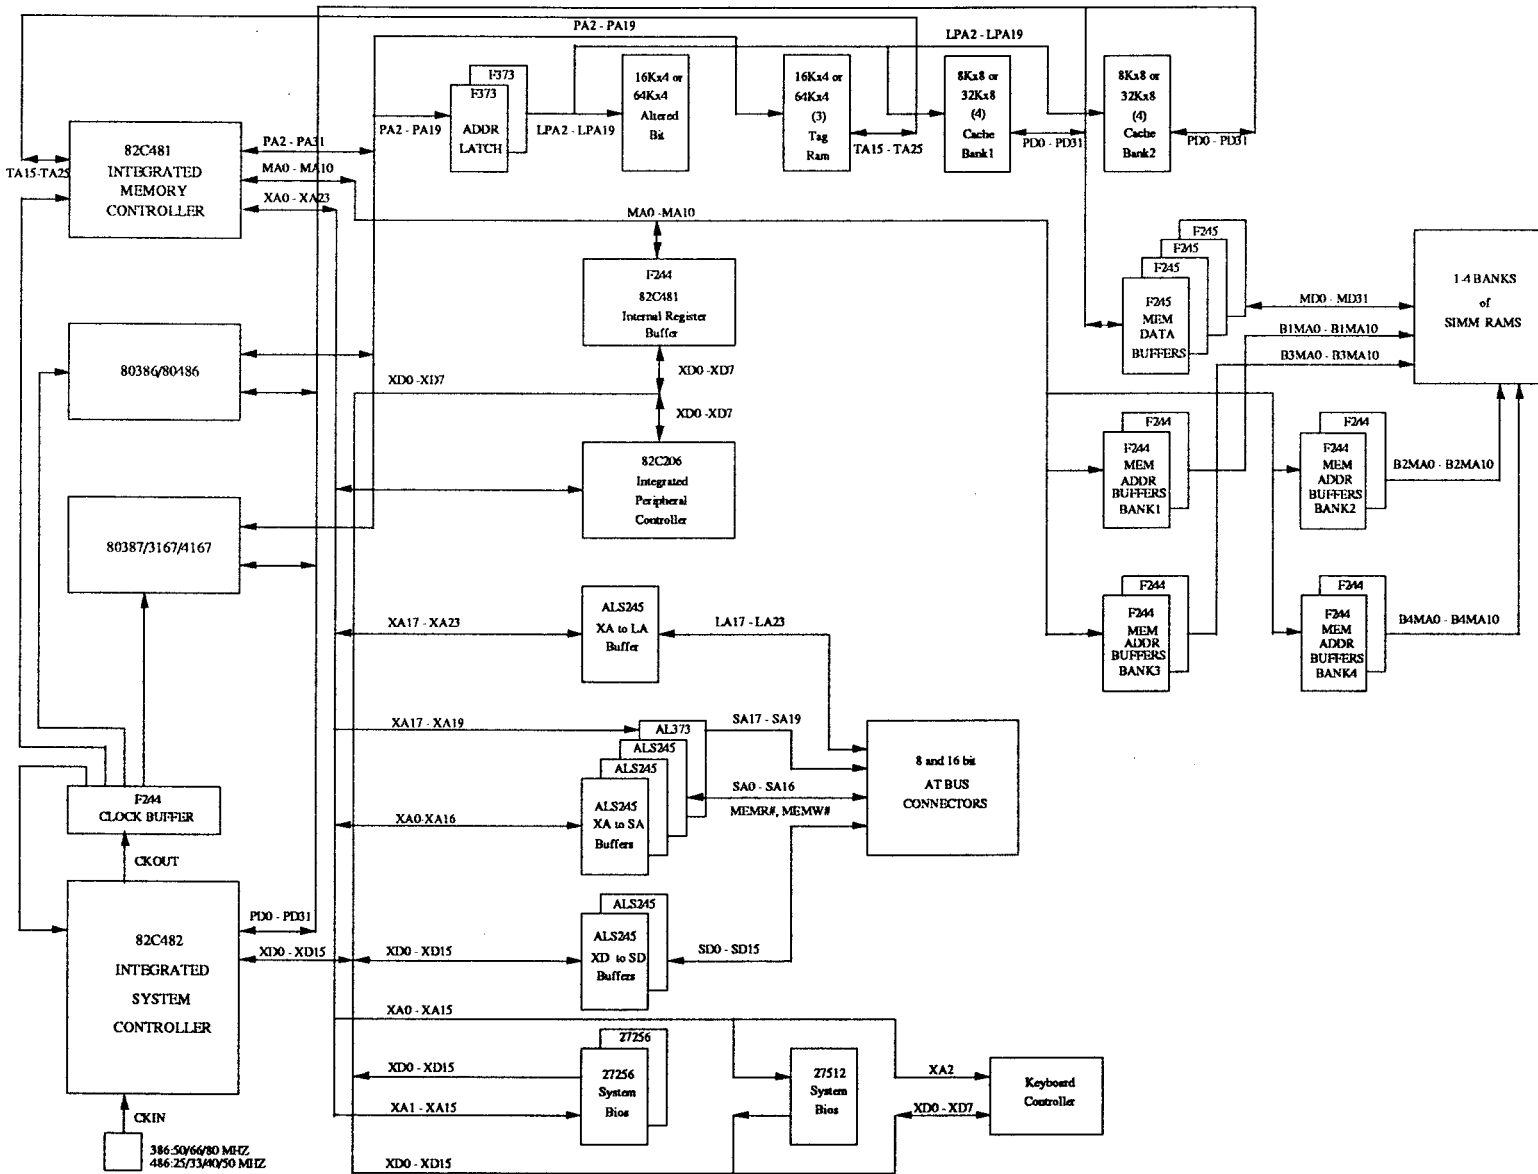 PA2 - PA19
LPA2 - LPA19
F373
F373
ADDR
LATCH
16Kx4 or
64Kx4
Altered
Bit
16Kx4 or
64Kx4
(3)
Tag
Ram
8Kx8 or
32Kx8
(4)
Cache
Bank1
8Kx8 or
32Kx8
(4)
Cache
Bank2
PA2 - PA19
LPA2 - LPA19
TA15 - TA25
PD0 - PD31
PD0 - PD31
82C481
INTEGRATED
MEMORY
CONTROLLER
TA15-TA25
PA2 - PA31
MA0 - MA10
XA0 - XA23
MA0 -MA10
F244
82C481
Internal Register
Buffer
F245
F245
F245
F245
MEM
DATA
BUFFERS
MD0 - MD31
B1MA0 - B1MA10
B3MA0 - B3MA10
1-4 BANKS
of
SIMM RAMS
80386/80486
XD0 -XD7
XD0 -XD7
XD0 -XD7
82C206
Integrated
Peripheral
Controller
F244
F244
MEM
ADDR
BUFFERS
BANK1
F244
F244
MEM
ADDR
BUFFERS
BANK2
B2MA0 - B2MA10
80387/3167/4167
F244
F244
MEM
ADDR
BUFFERS
BANK3
F244
F244
MEM
ADDR
BUFFERS
BANK4
B4MA0 - B4MA10
XA17 - XA23
ALS245
XA to LA
Buffer
LA17 - LA23
XA17 - XA19
AL373
ALS245
ALS245
ALS245
XA to SA
Buffers
SA17 - SA19
SA0 - SA16
MEMR#, MEMW#
XA0-XA16
8 and 16 bit
AT BUS
CONNECTORS
F244
CLOCK BUFFER
CKOUT
82C482
INTEGRATED
SYSTEM
CONTROLLER
PD0 - PD31
XD0 - XD15
XD0 - XD15
ALS245
ALS245
XD to SD
Buffers
SD0 - SD15
XA0 - XA15
27256
27256
System
Bios
XD0 - XD15
XA1 - XA15
27512
System
Bios
XA2
XD0 - XD7
Keyboard
Controller
CKIN
386:50/66/80 MHZ
486:25/33/40/50 MHZ
XD0 - XD15